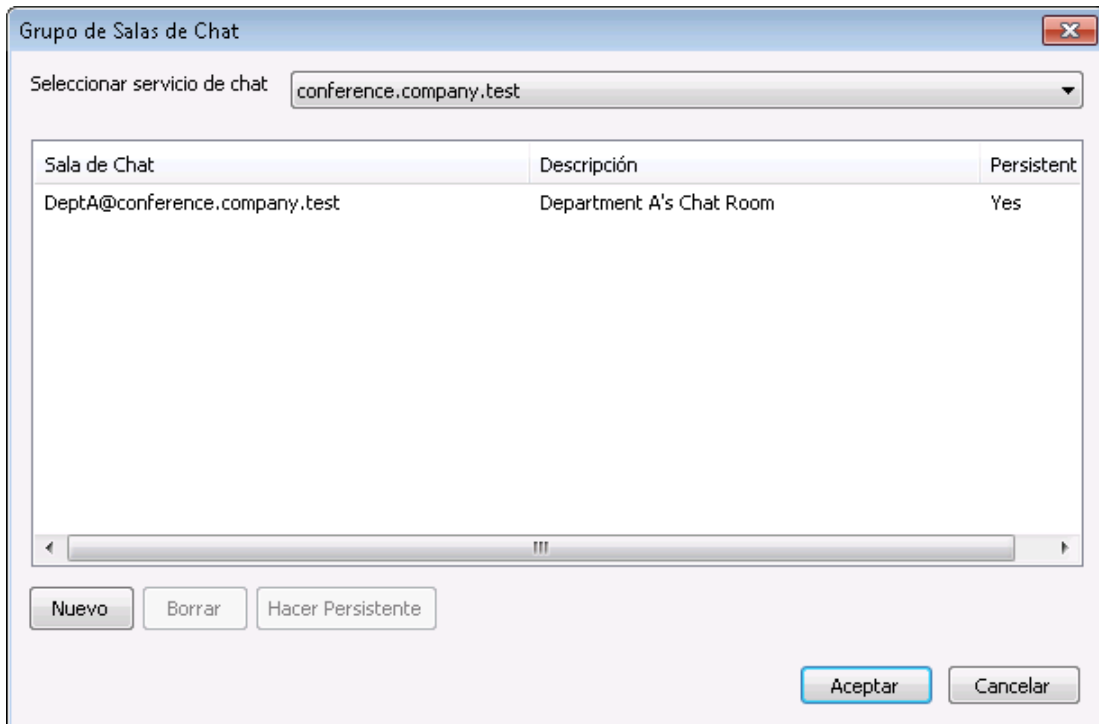 Grupo de Salas de Chat
Seleccionar servicio de chat conference.company.test
Sala de Chat Descripción Persistent
DeptA@conference.company.test Department A's Chat Room Yes
Nuevo Borrar Hacer Persistente
Aceptar Cancelar